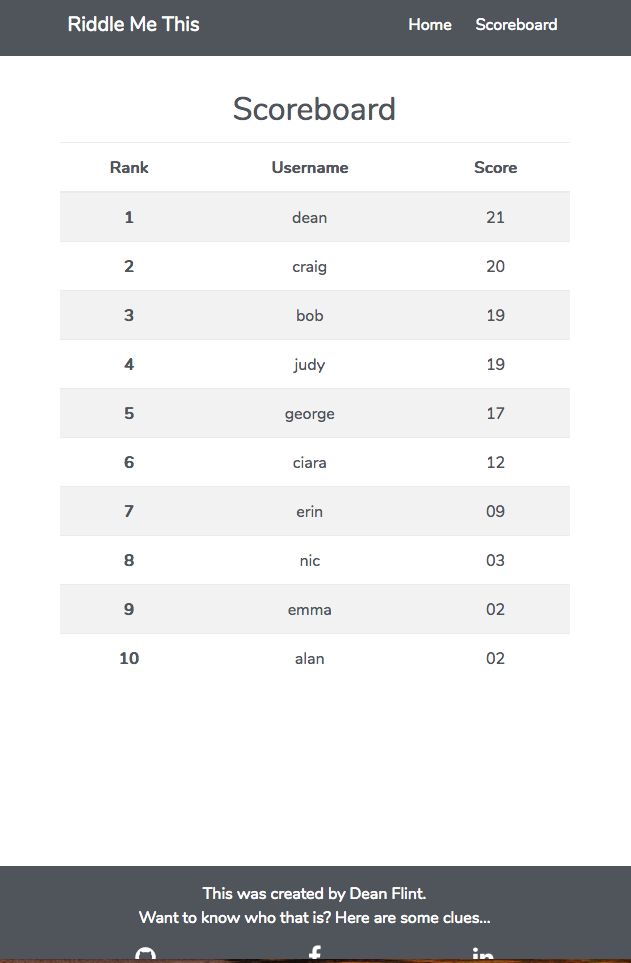 Riddle Me This Home Scoreboard
Scoreboard
Rank Username Score
1 dean 21
2 craig 20
3 bob 19
4 judy 19
5 george 17
6 ciara 12
7 erin 09
8 nic 03
9 emma 02
10 alan 02
This was created by Dean Flint.
Want to know who that is? Here are some clues...